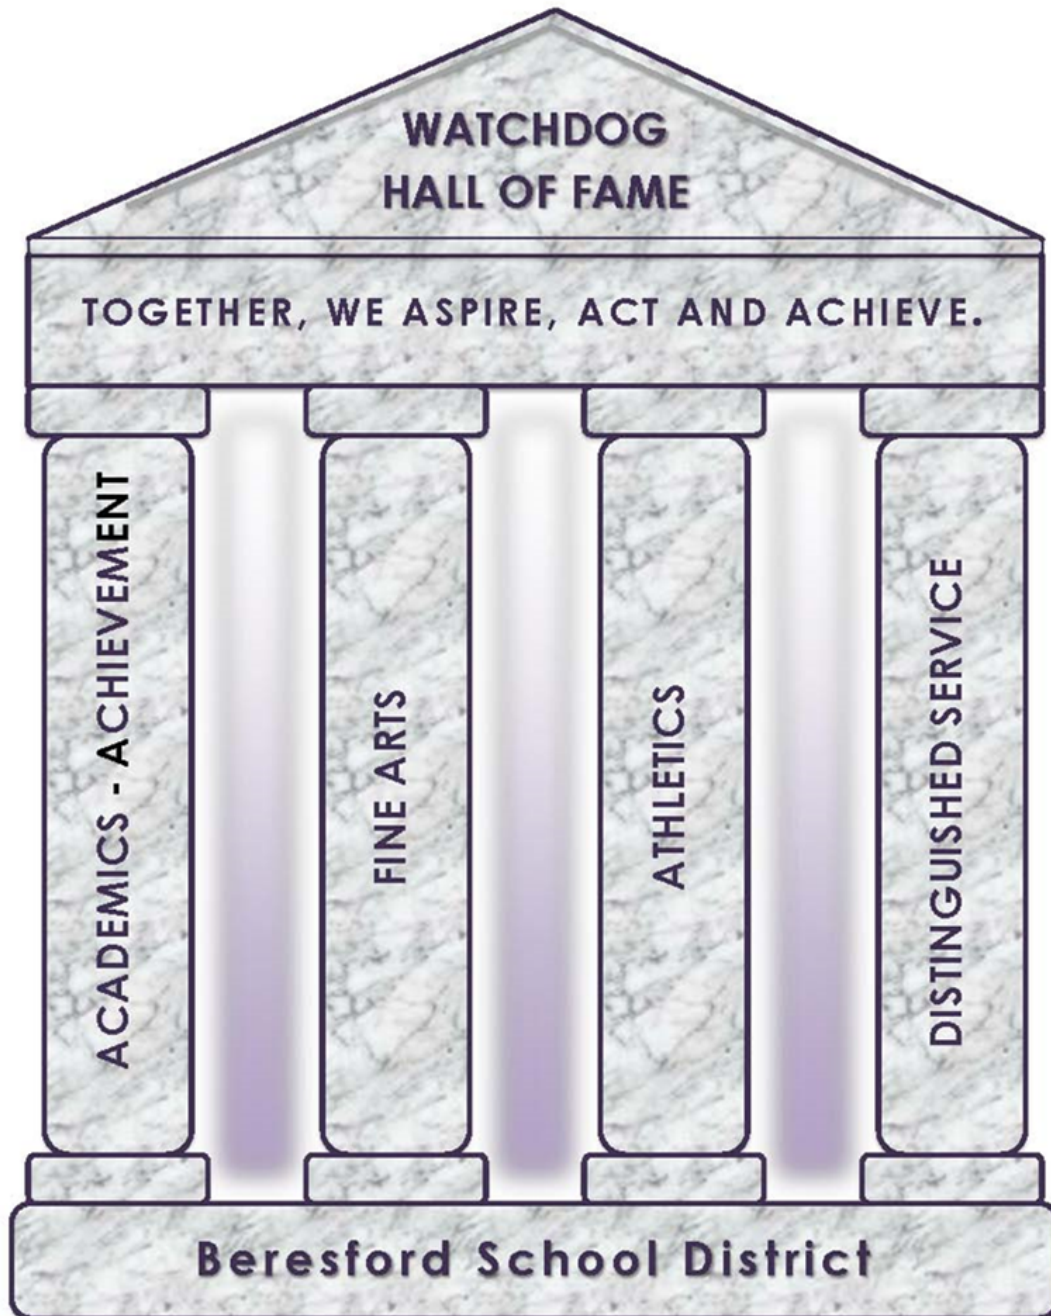 WATCHDOG
HALL OF FAME
TOGETHER, WE ASPIRE, ACT AND ACHIEVE.
ACADEMICS - ACHIEVEMENT
FINE ARTS
ATHLETICS
DISTINGUISHED SERVICE
Beresford School District